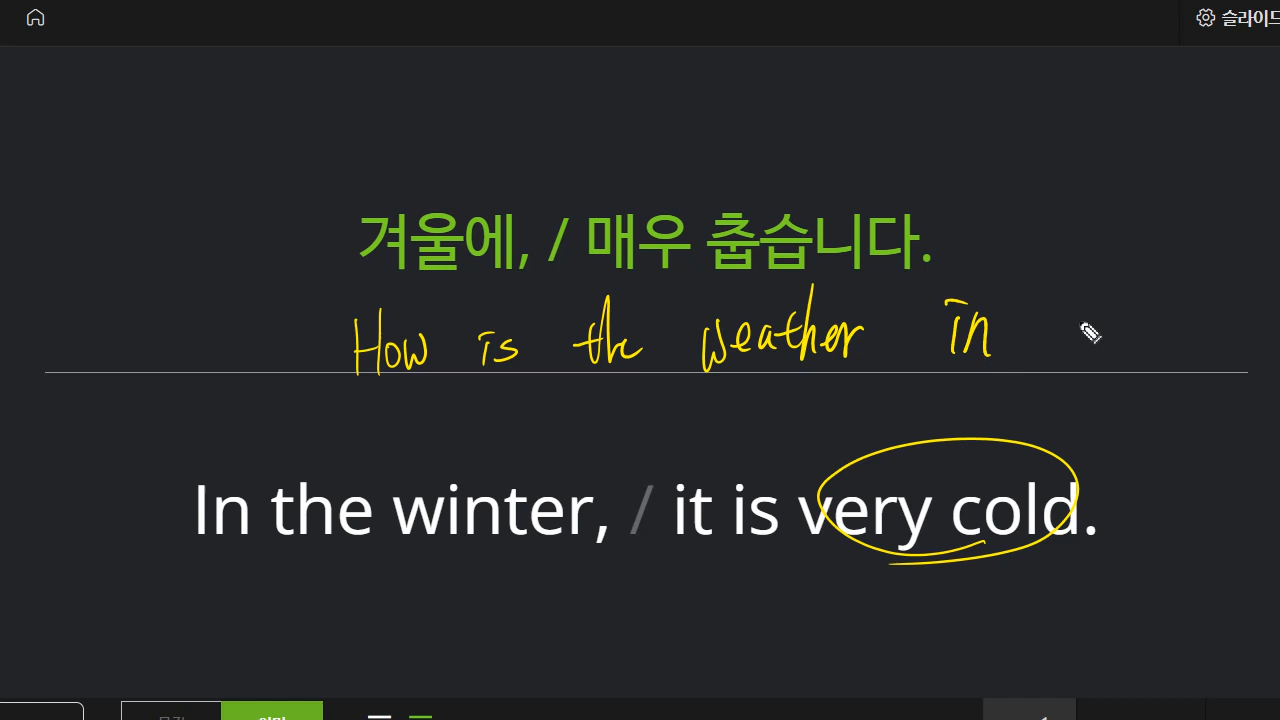 슬라이드
겨울에, / 매우 춥습니다.
How is the weather in
In the winter, / it is very cold.